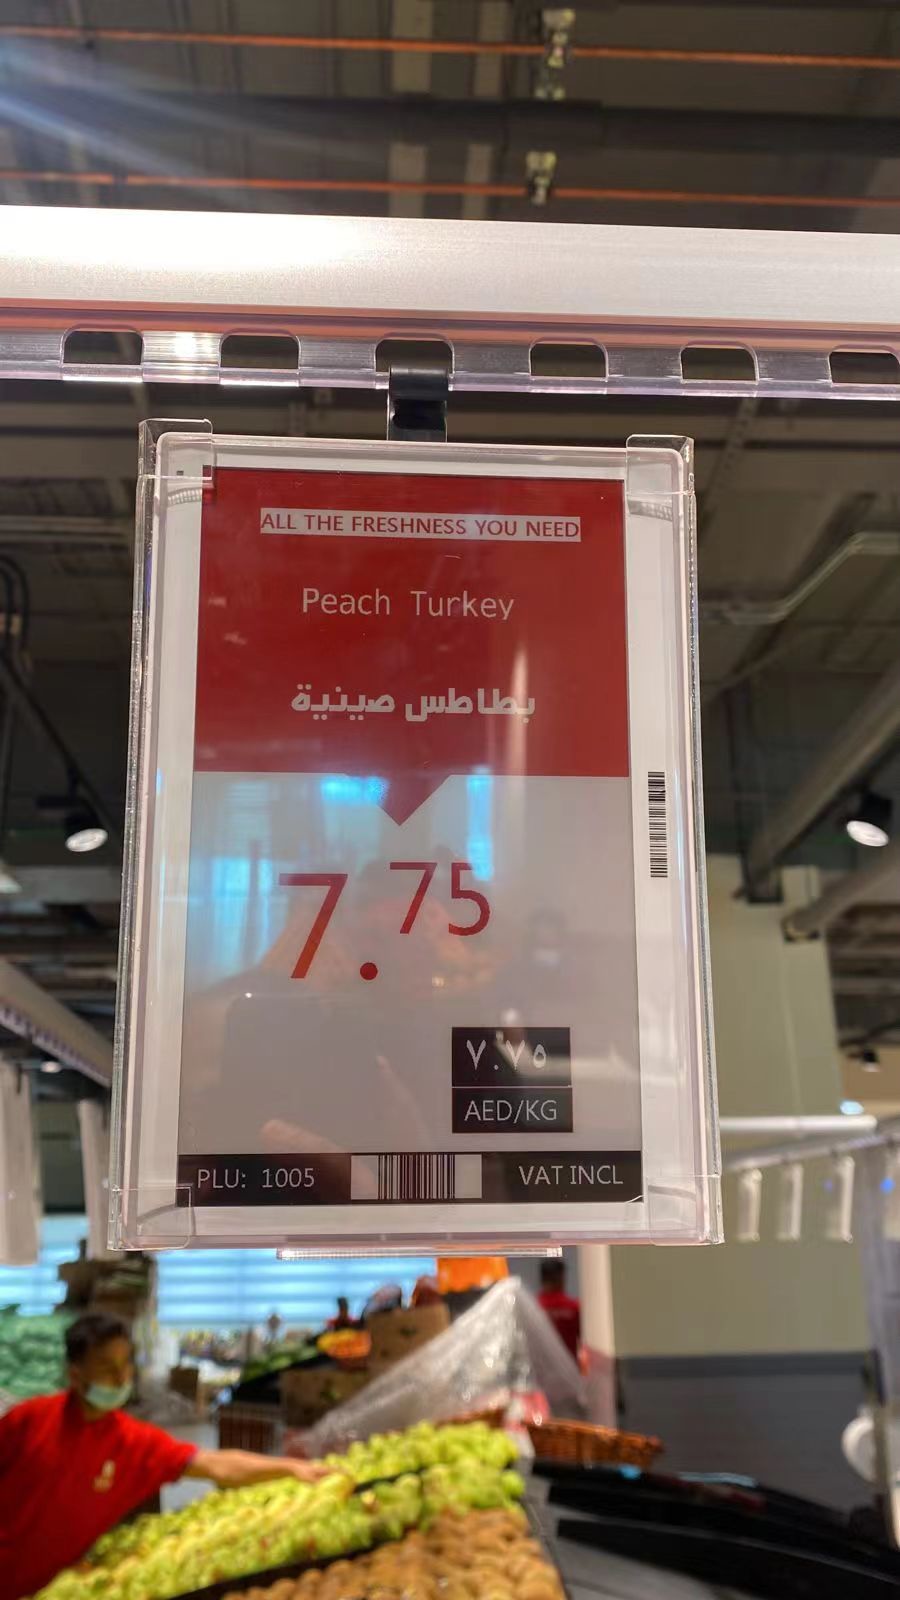 ALL THE FRESHNESS YOU NEED
Peach Turkey
بطاطس صينية
7.75
٧.٧٥
AED/KG
PLU: 1005
VAT INCL